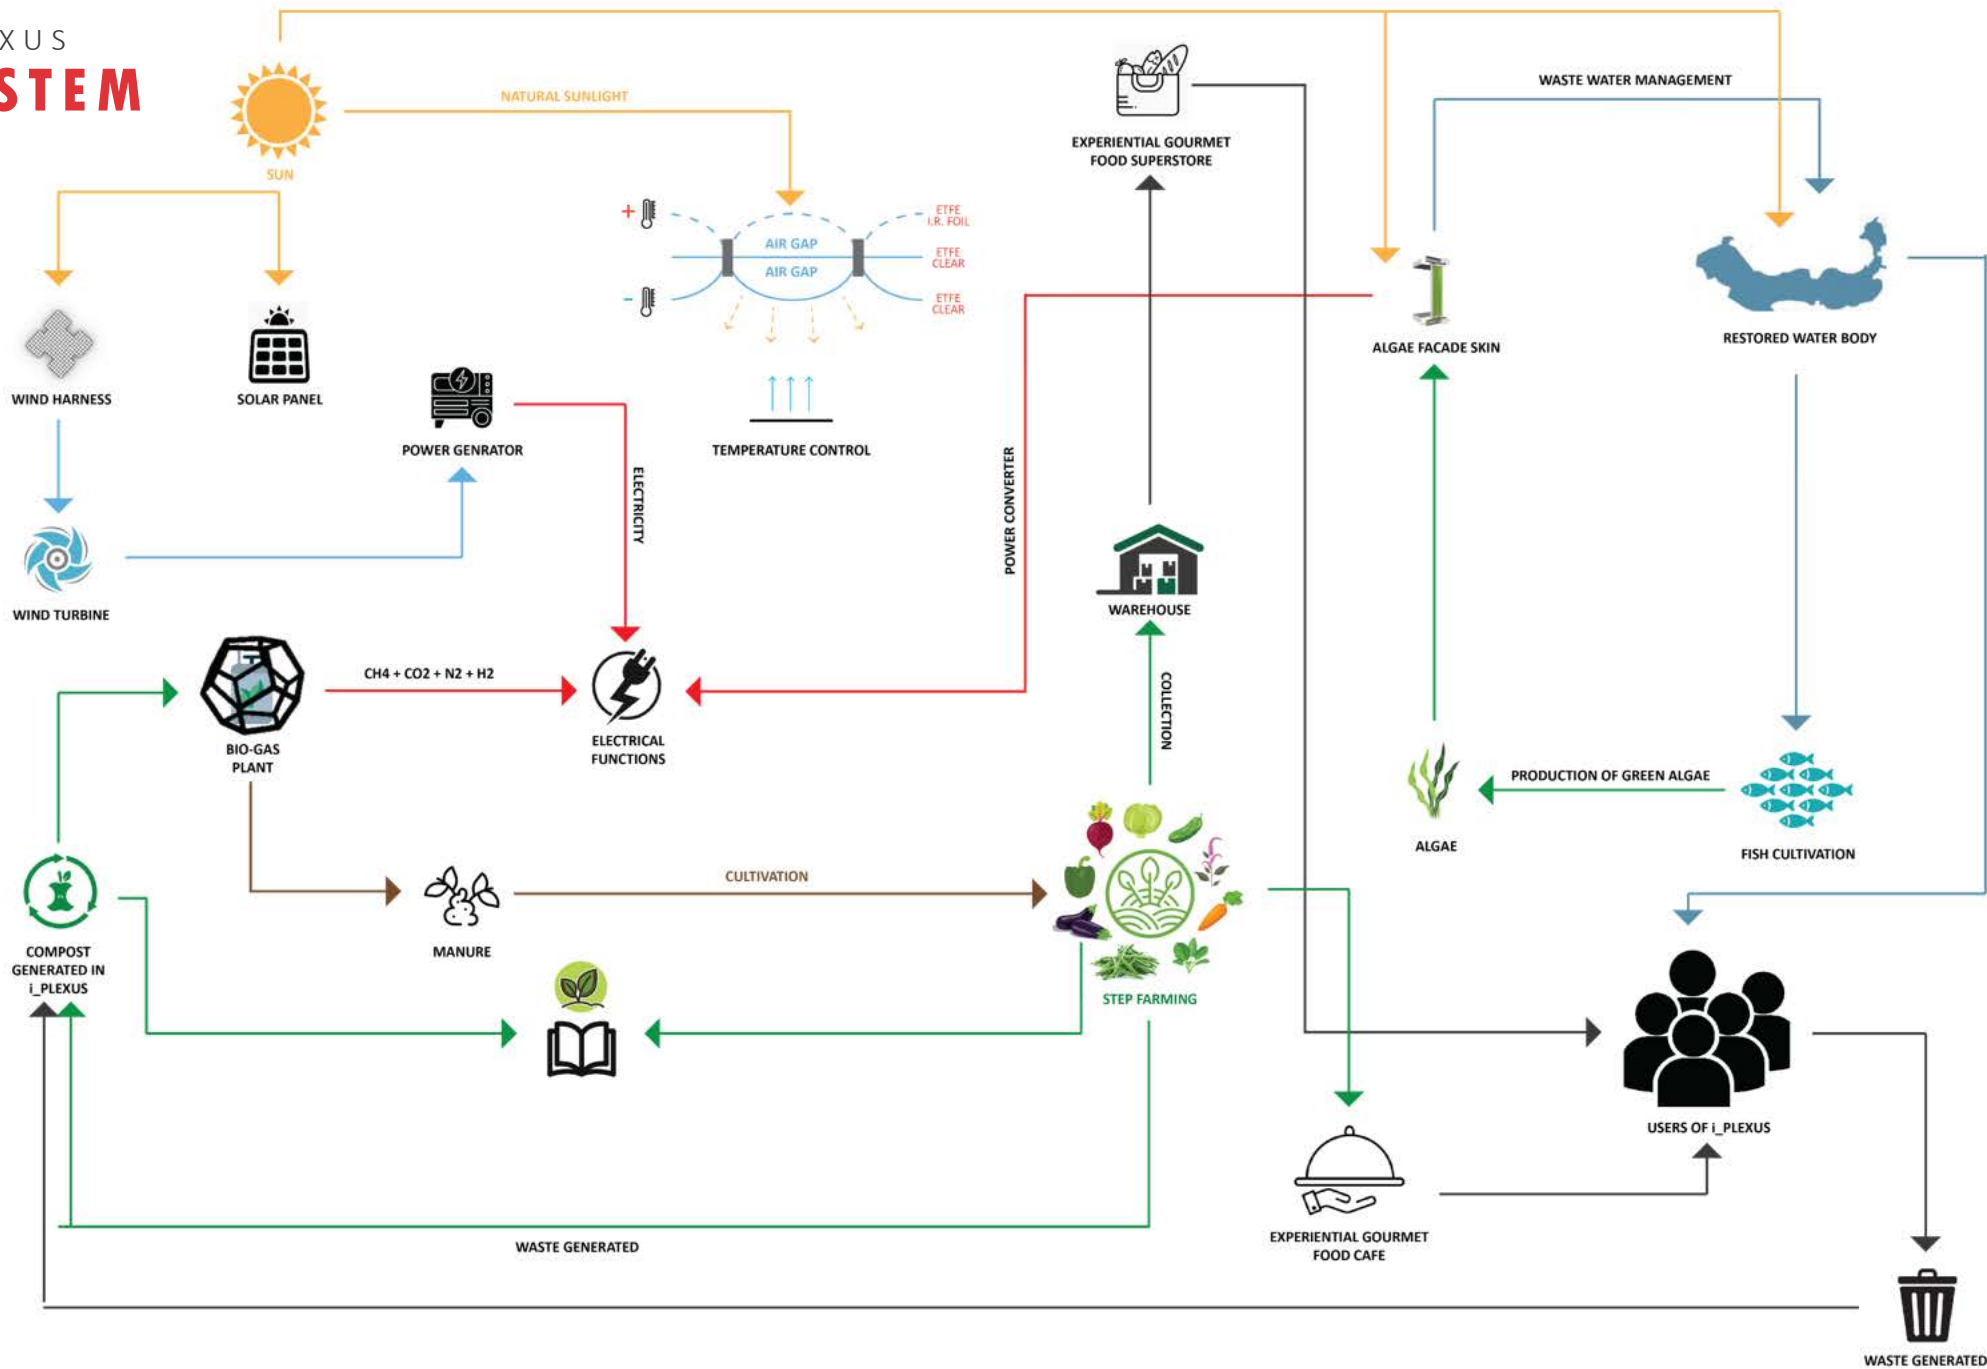 XUS
STEM
SUN
NATURAL SUNLIGHT
EXPERIENTIAL GOURMET
FOOD SUPERSTORE
WASTE WATER MANAGEMENT
+
ETFE
I.R. FOIL
AIR GAP
ETFE
CLEAR
AIR GAP
-
ETFE
CLEAR
WIND HARNESS
SOLAR PANEL
POWER GENRATOR
TEMPERATURE CONTROL
ALGAE FACADE SKIN
RESTORED WATER BODY
ELECTRICITY
POWER CONVERTER
WIND TURBINE
WAREHOUSE
CH4 + CO2 + N2 + H2
COLLECTION
BIO-GAS
PLANT
ELECTRICAL
FUNCTIONS
PRODUCTION OF GREEN ALGAE
ALGAE
FISH CULTIVATION
CULTIVATION
COMPOST
GENERATED IN
i_PLEXUS
MANURE
STEP FARMING
USERS OF i_PLEXUS
WASTE GENERATED
EXPERIENTIAL GOURMET
FOOD CAFE
WASTE GENERATED